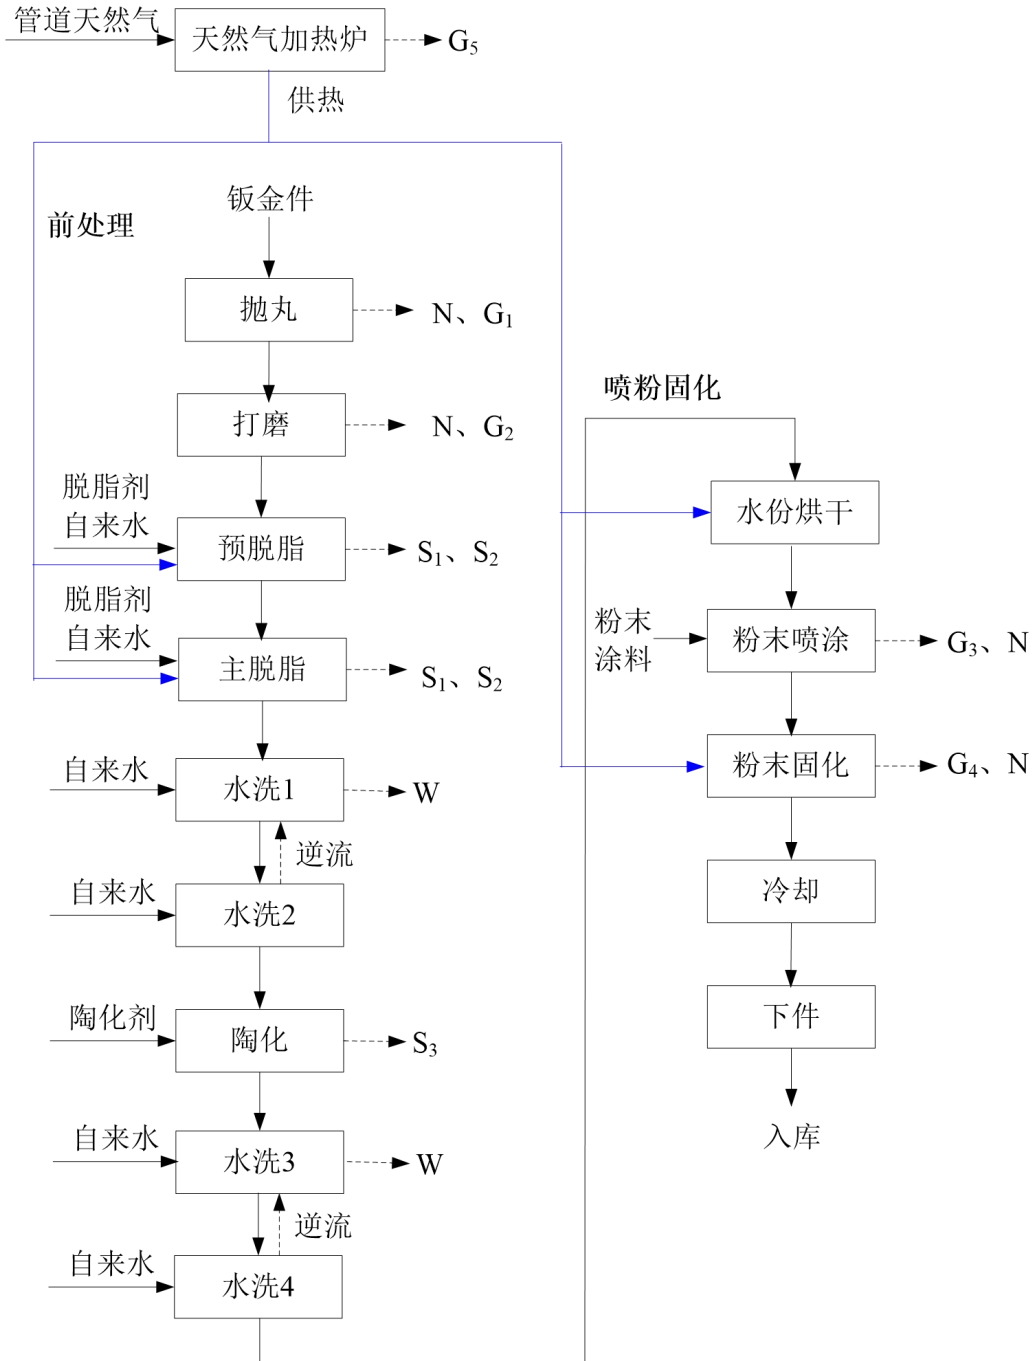 管道天然气
天然气加热炉
G₅
供热
前处理
钣金件
抛丸
N、G₁
打磨
N、G₂
脱脂剂
自来水
预脱脂
S₁、S₂
脱脂剂
自来水
主脱脂
S₁、S₂
自来水
水洗1
W
逆流
自来水
水洗2
陶化剂
陶化
S₃
自来水
水洗3
W
逆流
自来水
水洗4
喷粉固化
水份烘干
粉末
涂料
粉末喷涂
G₃、N
粉末固化
G₄、N
冷却
下件
入库